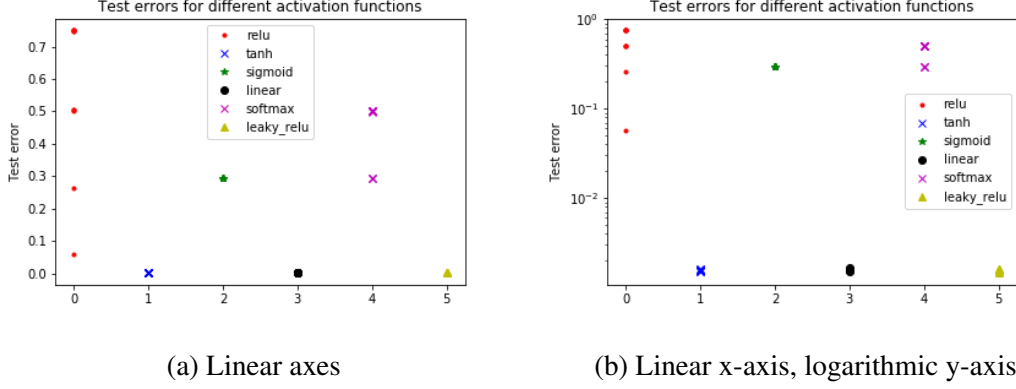 Test errors for different activation functions
Test error
0.7
0.6
0.5
0.4
0.3
0.2
0.1
0.0
relu
tanh
sigmoid
linear
softmax
leaky_relu
0 1 2 3 4 5
(a) Linear axes
Test errors for different activation functions
Test error
10⁰
10⁻¹
10⁻²
relu
tanh
sigmoid
linear
softmax
leaky_relu
0 1 2 3 4 5
(b) Linear x-axis, logarithmic y-axis